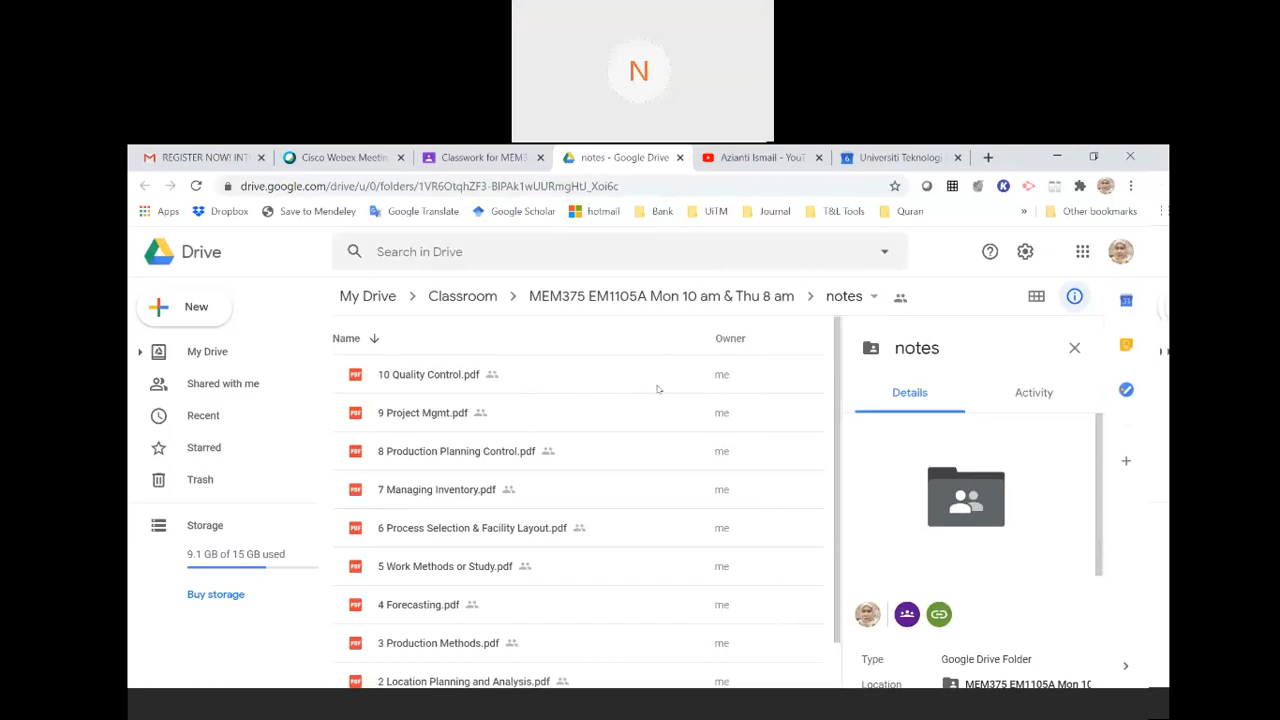 N
REGISTER NOW! INT
Cisco Webex Meetin
Classwork for MEM3
notes - Google Drive
Azianti Ismail - YouT
Universiti Teknologi
drive.google.com/drive/u/0/folders/1VR6OtqhZF3-BIPAk1wUURmgHtJ_Xoi6c
Apps
Dropbox
Save to Mendeley
Google Translate
Google Scholar
hotmail
Bank
UiTM
Journal
T&L Tools
Quran
»
Other bookmarks
Drive
Search in Drive
New
My Drive > Classroom > MEM375 EM1105A Mon 10 am & Thu 8 am > notes
My Drive
Shared with me
Recent
Starred
Trash
Storage
9.1 GB of 15 GB used
Buy storage
Name
Owner
10 Quality Control.pdf
me
9 Project Mgmt.pdf
me
8 Production Planning Control.pdf
me
7 Managing Inventory.pdf
me
6 Process Selection & Facility Layout.pdf
me
5 Work Methods or Study.pdf
me
4 Forecasting.pdf
me
3 Production Methods.pdf
me
2 Location Planning and Analysis.pdf
me
notes
Details
Activity
Type
Google Drive Folder
Location
MEM375 EM1105A Mon 10